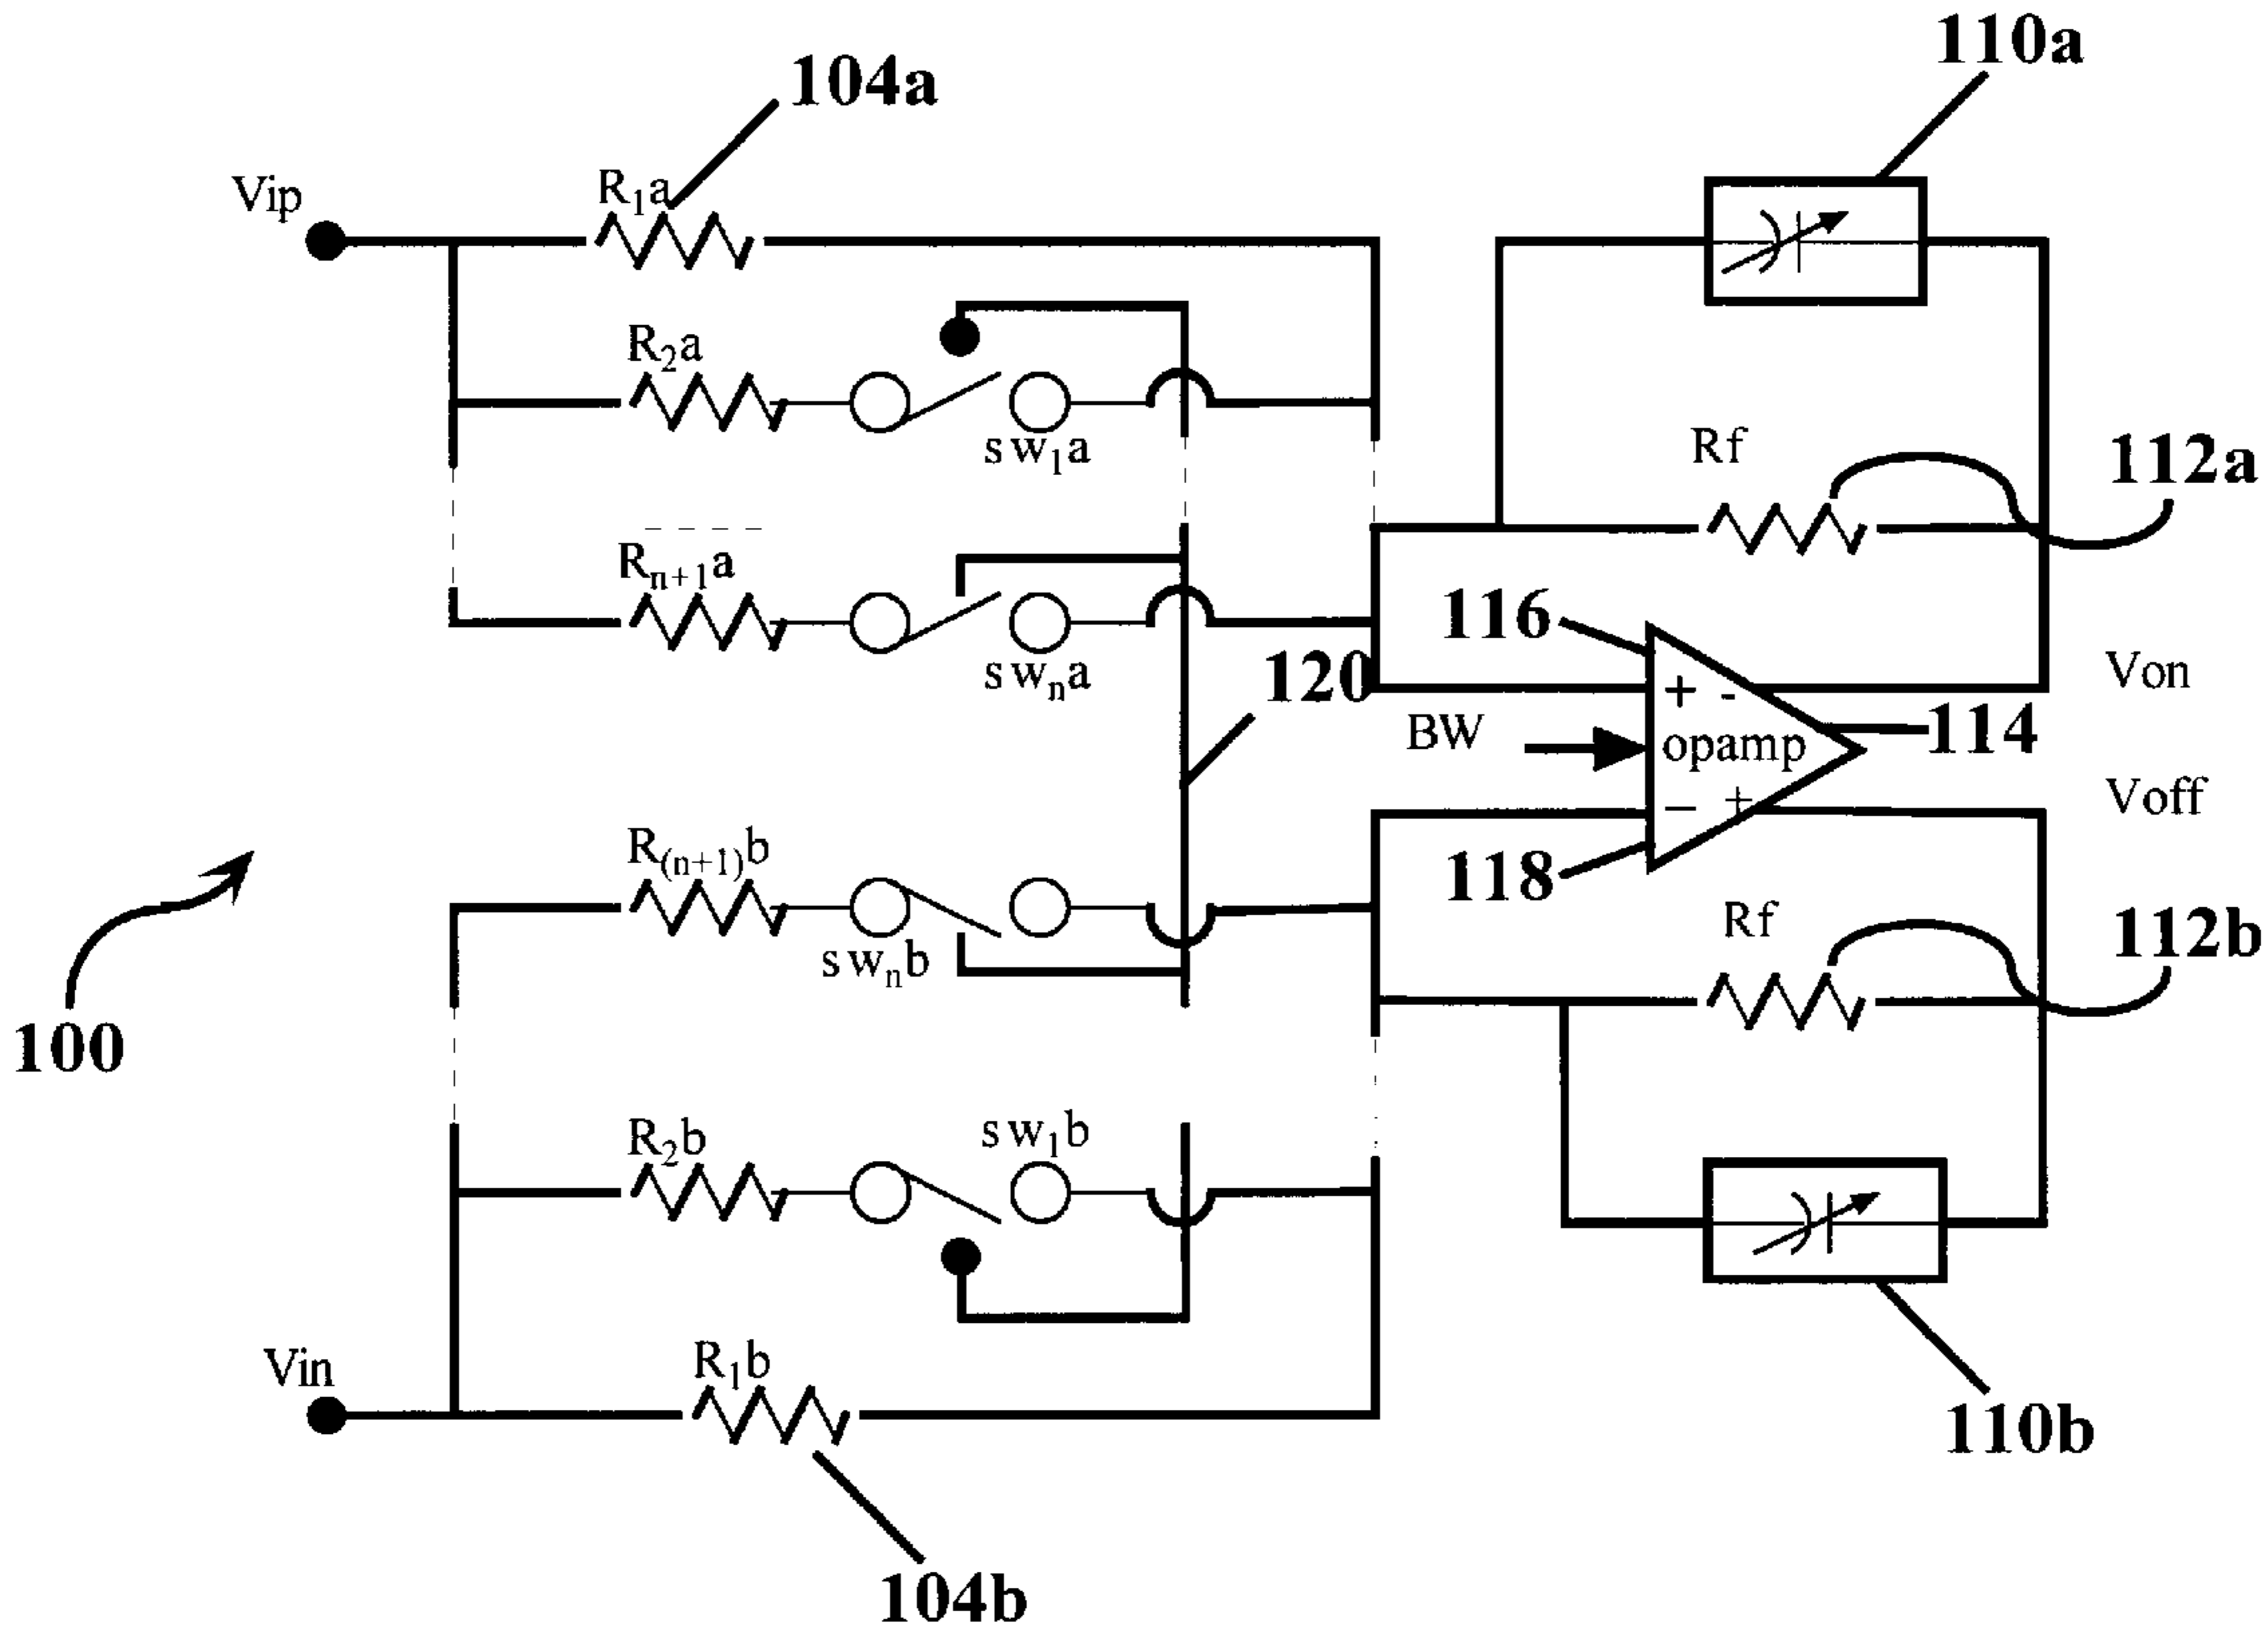 110a
104a
Vip
R₁a
R₂a
sw₁a
Rf
112a
Rₙ₊₁a
swₙa
116
120
+ -
Von
BW
opamp
114
− +
Voff
R₍ₙ₊₁₎b
swₙb
118
Rf
112b
100
R₂b
sw₁b
Vin
R₁b
110b
104b